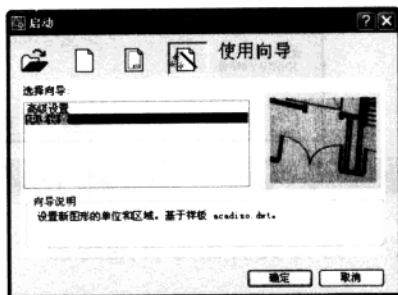 启动
使用向导
选择向导:
高级设置
快速设置
向导说明
设置新图形的单位和区域。基于样板 acadiso.dwt。
确定
取消